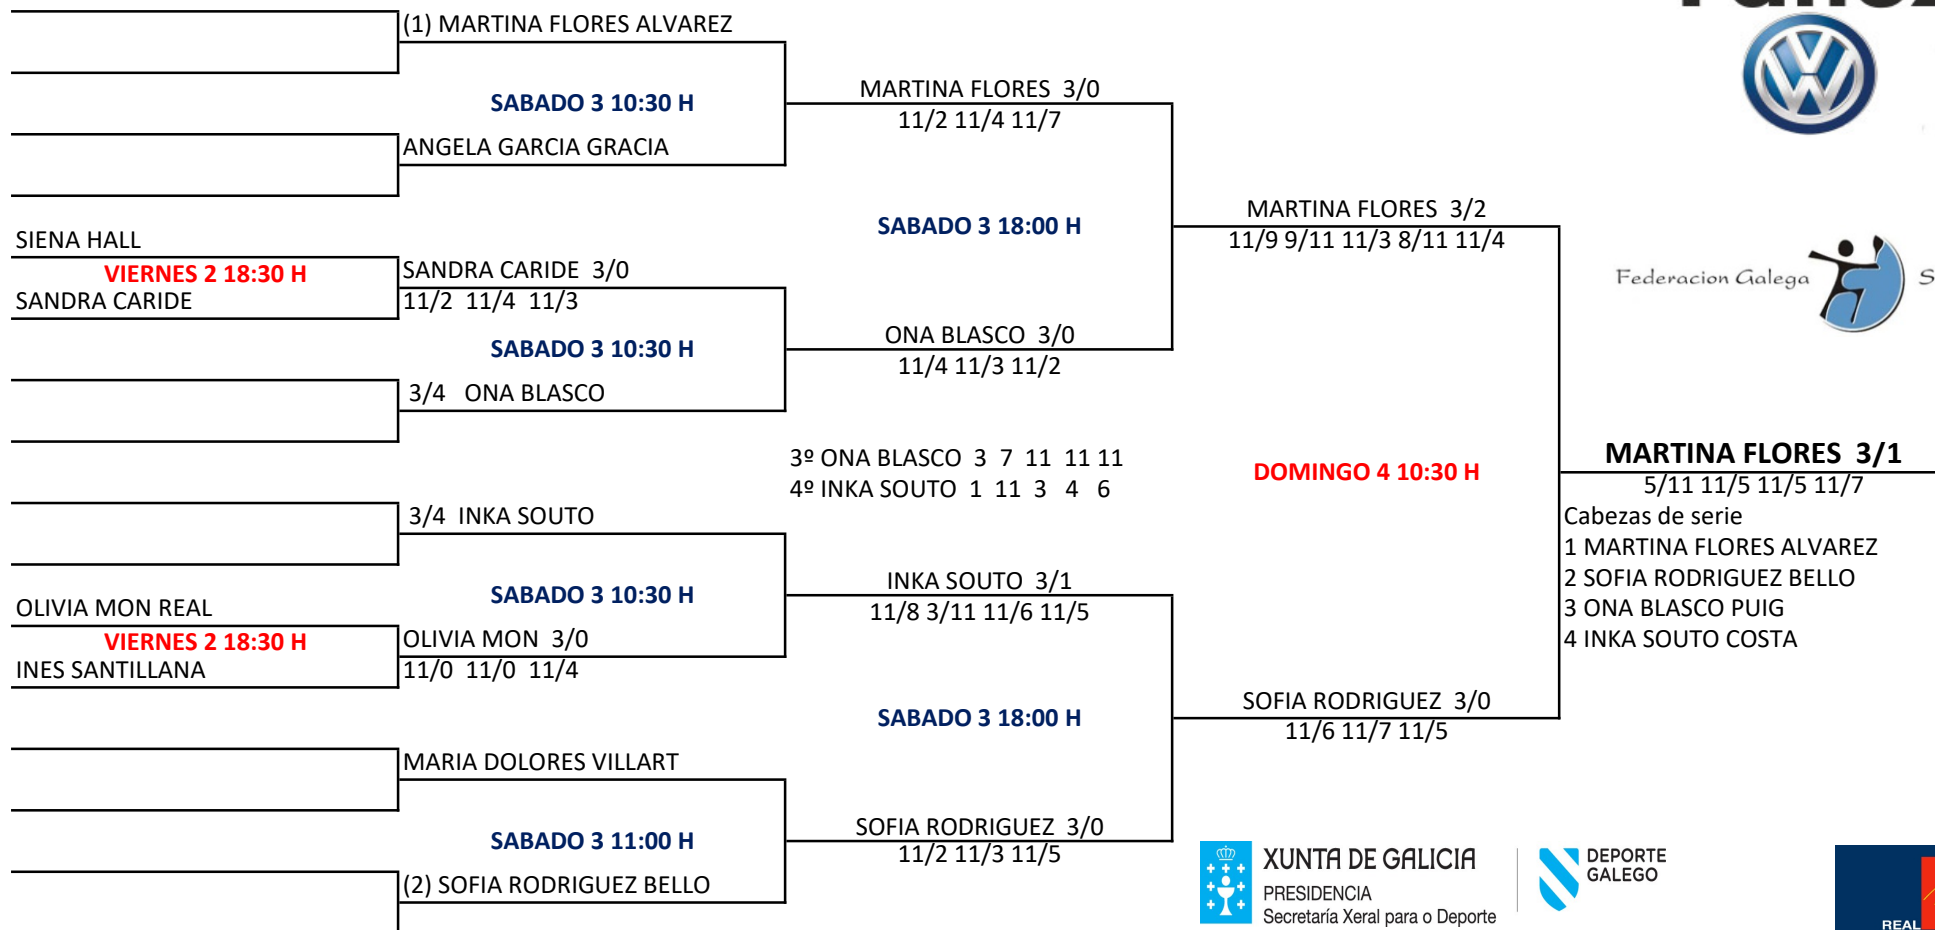 (1) MARTINA FLORES ALVAREZ
SABADO 3 10:30 H
MARTINA FLORES 3/0
11/2 11/4 11/7
ANGELA GARCIA GRACIA
SABADO 3 18:00 H
MARTINA FLORES 3/2
11/9 9/11 11/3 8/11 11/4
SIENA HALL
VIERNES 2 18:30 H
SANDRA CARIDE
SANDRA CARIDE 3/0
11/2 11/4 11/3
Federacion Galega
SABADO 3 10:30 H
ONA BLASCO 3/0
11/4 11/3 11/2
3/4 ONA BLASCO
3º ONA BLASCO 3 7 11 11 11
4º INKA SOUTO 1 11 3 4 6
DOMINGO 4 10:30 H
MARTINA FLORES 3/1
5/11 11/5 11/5 11/7
Cabezas de serie
1 MARTINA FLORES ALVAREZ
2 SOFIA RODRIGUEZ BELLO
3 ONA BLASCO PUIG
4 INKA SOUTO COSTA
3/4 INKA SOUTO
SABADO 3 10:30 H
INKA SOUTO 3/1
11/8 3/11 11/6 11/5
OLIVIA MON REAL
VIERNES 2 18:30 H
INES SANTILLANA
OLIVIA MON 3/0
11/0 11/0 11/4
SABADO 3 18:00 H
SOFIA RODRIGUEZ 3/0
11/6 11/7 11/5
MARIA DOLORES VILLART
SABADO 3 11:00 H
SOFIA RODRIGUEZ 3/0
11/2 11/3 11/5
(2) SOFIA RODRIGUEZ BELLO
XUNTA DE GALICIA
PRESIDENCIA
Secretaría Xeral para o Deporte
DEPORTE
GALEGO
REAL